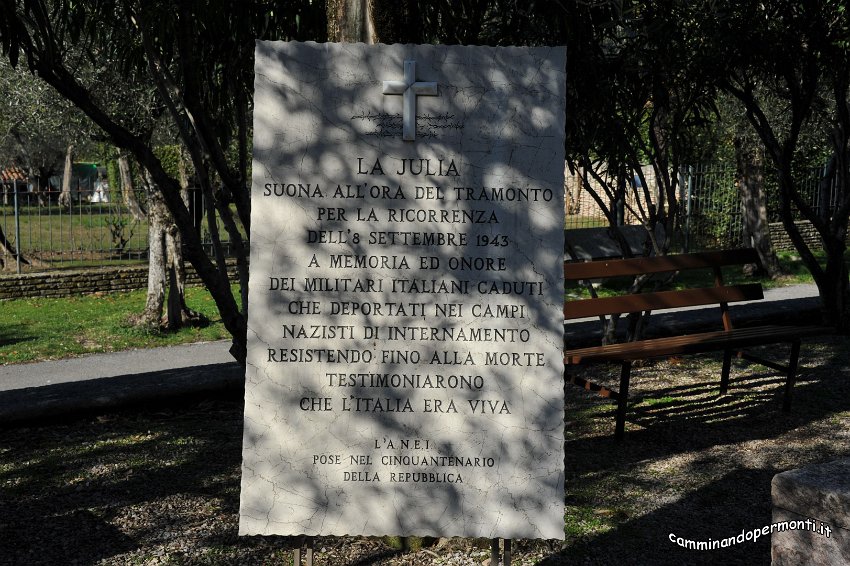 LA JULIA
SUONA ALL'ORA DEL TRAMONTO
PER LA RICORRENZA
DELL'8 SETTEMBRE 1943
A MEMORIA ED ONORE
DEI MILITARI ITALIANI CADUTI
CHE DEPORTATI NEI CAMPI
NAZISTI DI INTERNAMENTO
RESISTENDO FINO ALLA MORTE
TESTIMONIARONO
CHE L'ITALIA ERA VIVA
L'A.N.E.I.
POSE NEL CINQUANTENARIO
DELLA REPUBBLICA
camminandopermonti.it